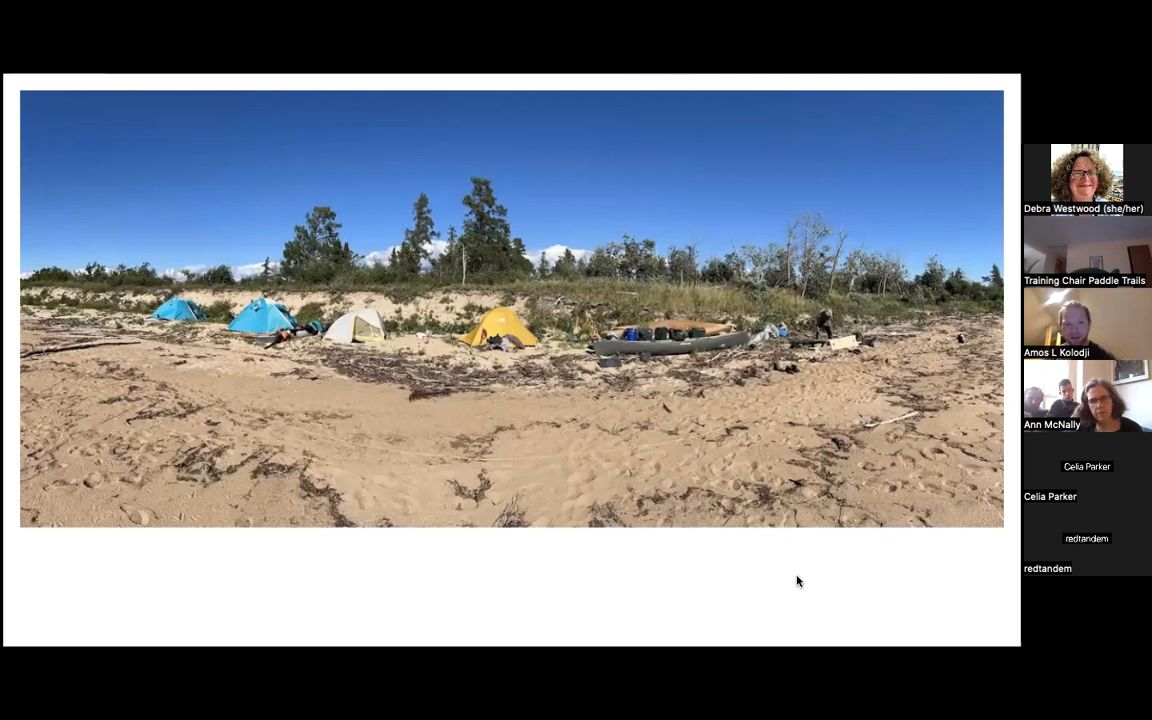 Debra Westwood (she/her)
Training Chair Paddle Trails
Amos L Kolodji
Ann McNally
Celia Parker
Celia Parker
redtandem
redtandem